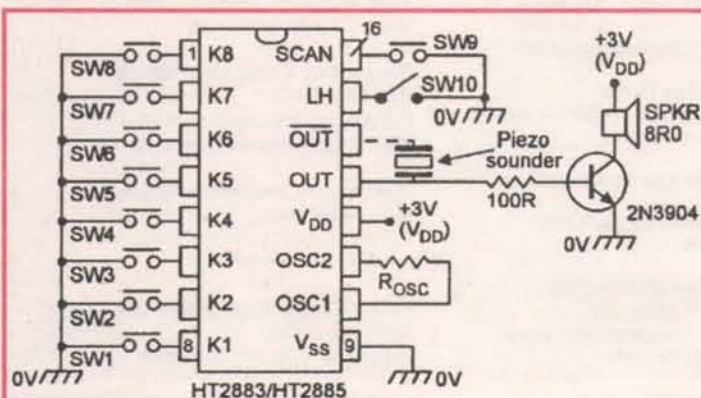 16
SW9
+3V
(VDD)
SW8
1
K8
SCAN
SW7
K7
LH
SW10
0V
SPKR
8R0
SW6
K6
OUT
Piezo
sounder
SW5
K5
OUT
100R
2N3904
SW4
K4
VDD
+3V
(VDD)
0V
SW3
K3
OSC2
ROSC
SW2
K2
OSC1
SW1
8
K1
VSS
9
0V
0V
HT2883/HT2885